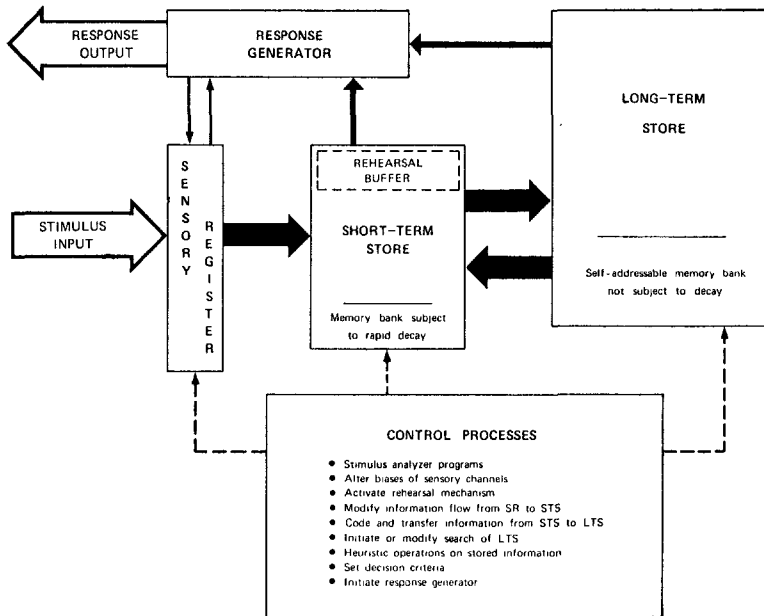 RESPONSE
OUTPUT
RESPONSE
GENERATOR
LONG-TERM
STORE
Self-addressable memory bank
not subject to decay
STIMULUS
INPUT
SENSORY
REGISTER
REHEARSAL
BUFFER
SHORT-TERM
STORE
Memory bank subject
to rapid decay
CONTROL PROCESSES
• Stimulus analyzer programs
• Alter biases of sensory channels
• Activate rehearsal mechanism
• Modify information flow from SR to STS
• Code and transfer information from STS to LTS
• Initiate or modify search of LTS
• Heuristic operations on stored information
• Set decision criteria
• Initiate response generator